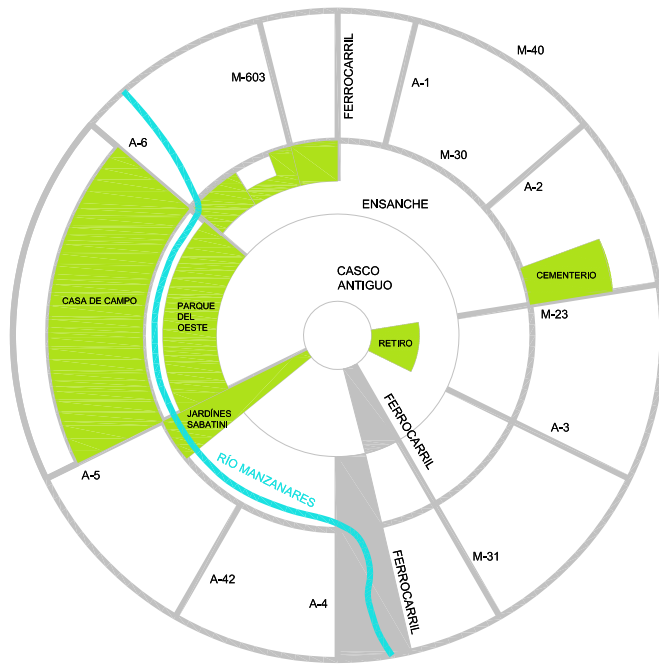 M-40
FERROCARRIL
M-603
A-1
A-6
M-30
A-2
ENSANCHE
CASCO
ANTIGUO
CEMENTERIO
CASA DE CAMPO
PARQUE
DEL
OESTE
M-23
RETIRO
JARDÍNES
SABATINI
FERROCARRIL
A-3
A-5
RÍO MANZANARES
M-31
FERROCARRIL
A-42
A-4